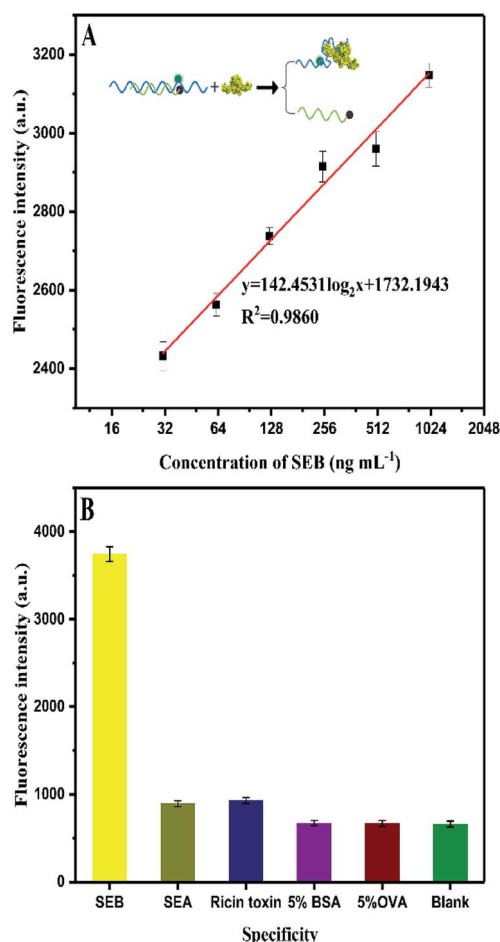 A
Fluorescence intensity (a.u.)
3200
3000
2800
2600
2400
+
y=142.4531log₂x+1732.1943
R²=0.9860
16 32 64 128 256 512 1024 2048
Concentration of SEB (ng mL⁻¹)
B
Fluorescence intensity (a.u.)
4000
3000
2000
1000
0
SEB SEA Ricin toxin 5% BSA 5%OVA Blank
Specificity